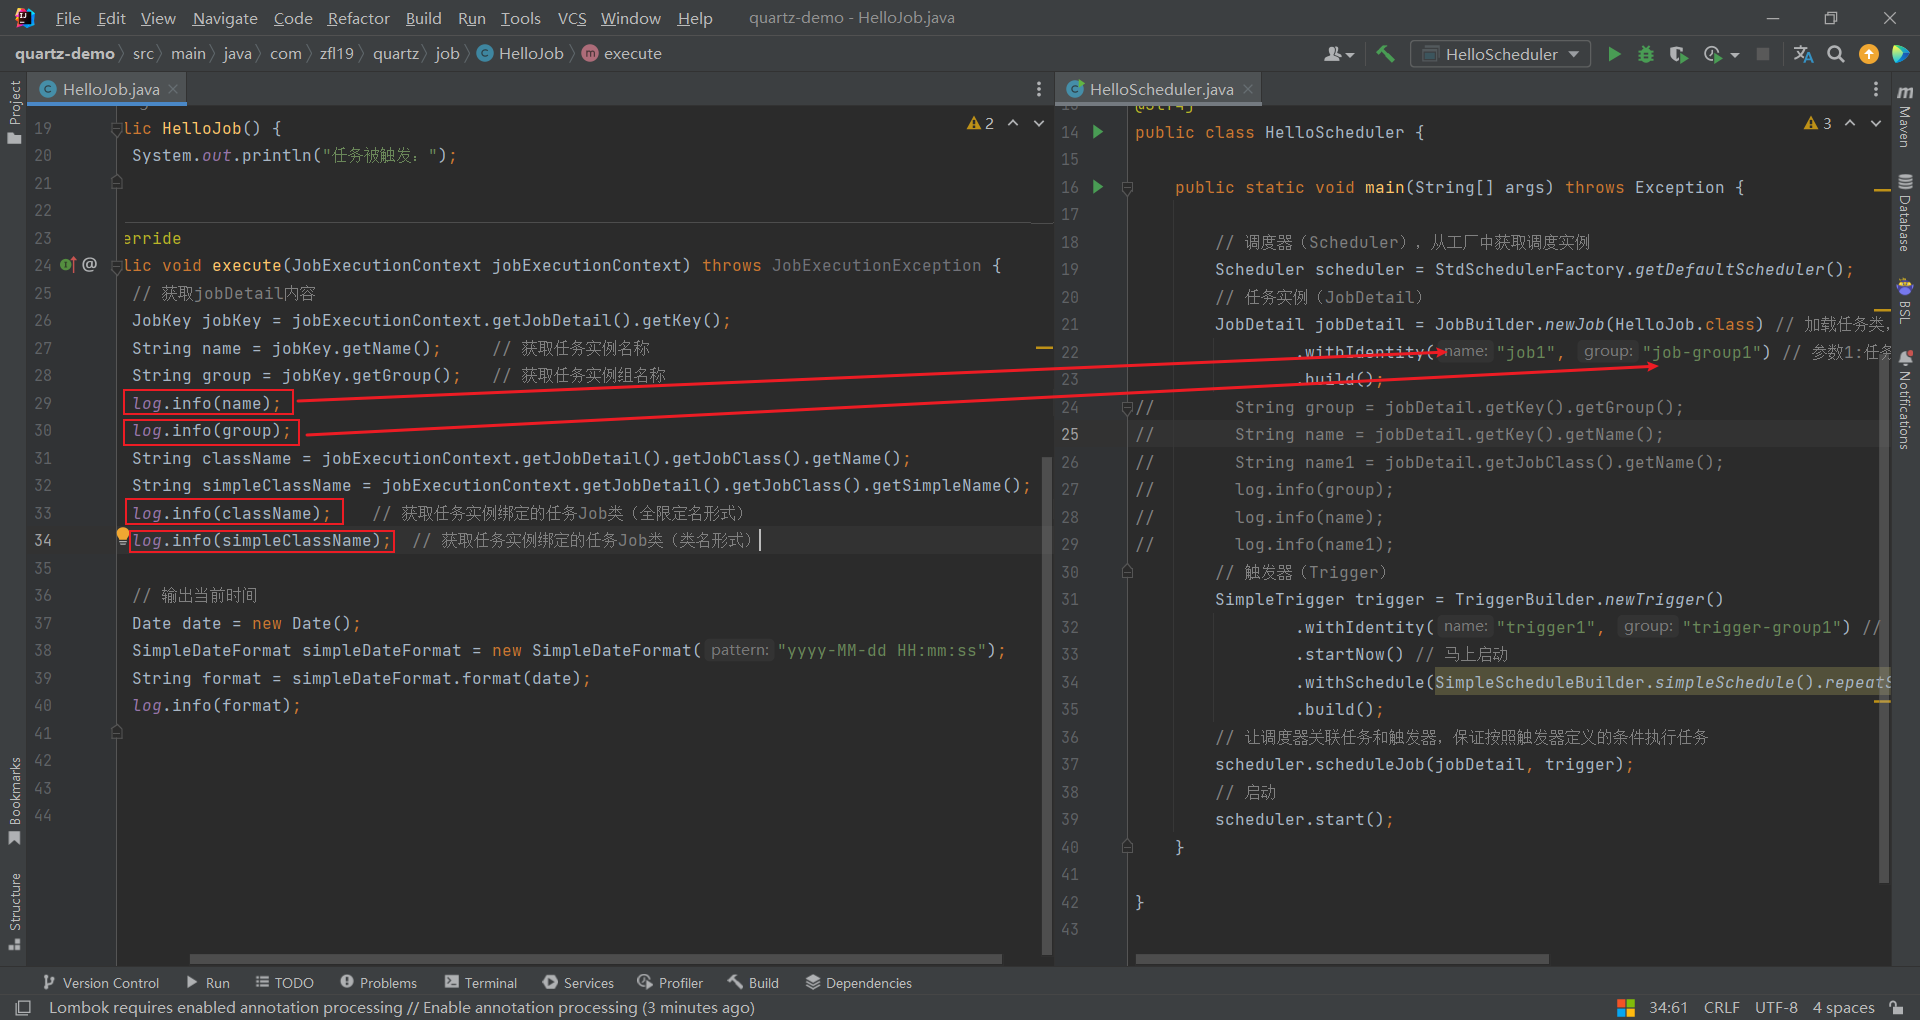 File Edit View Navigate Code Refactor Build Run Tools VCS Window Help quartz-demo - HelloJob.java
quartz-demo src main java com zfl19 quartz job HelloJob execute
HelloScheduler
HelloJob.java
HelloScheduler.java
Project
Bookmarks
Structure
2
19 lic HelloJob() {
20 System.out.println("任务被触发：");
21
22
23 erride
24 lic void execute(JobExecutionContext jobExecutionContext) throws JobExecutionException {
25 // 获取jobDetail内容
26 JobKey jobKey = jobExecutionContext.getJobDetail().getKey();
27 String name = jobKey.getName(); // 获取任务实例名称
28 String group = jobKey.getGroup(); // 获取任务实例组名称
29 log.info(name);
30 log.info(group);
31 String className = jobExecutionContext.getJobDetail().getJobClass().getName();
32 String simpleClassName = jobExecutionContext.getJobDetail().getJobClass().getSimpleName();
33 log.info(className); // 获取任务实例绑定的任务Job类（全限定名形式）
34 log.info(simpleClassName); // 获取任务实例绑定的任务Job类（类名形式）
35
36 // 输出当前时间
37 Date date = new Date();
38 SimpleDateFormat simpleDateFormat = new SimpleDateFormat( pattern: "yyyy-MM-dd HH:mm:ss");
39 String format = simpleDateFormat.format(date);
40 log.info(format);
41
42
43
44
3
14 public class HelloScheduler {
15
16 public static void main(String[] args) throws Exception {
17
18 // 调度器（Scheduler），从工厂中获取调度实例
19 Scheduler scheduler = StdSchedulerFactory.getDefaultScheduler();
20 // 任务实例（JobDetail）
21 JobDetail jobDetail = JobBuilder.newJob(HelloJob.class) // 加载任务类，
22 .withIdentity( name: "job1", group: "job-group1") // 参数1:任务
23 .build();
24 // String group = jobDetail.getKey().getGroup();
25 // String name = jobDetail.getKey().getName();
26 // String name1 = jobDetail.getJobClass().getName();
27 // log.info(group);
28 // log.info(name);
29 // log.info(name1);
30 // 触发器（Trigger）
31 SimpleTrigger trigger = TriggerBuilder.newTrigger()
32 .withIdentity( name: "trigger1", group: "trigger-group1") //
33 .startNow() // 马上启动
34 .withSchedule(SimpleScheduleBuilder.simpleSchedule().repeatS
35 .build();
36 // 让调度器关联任务和触发器，保证按照触发器定义的条件执行任务
37 scheduler.scheduleJob(jobDetail, trigger);
38 // 启动
39 scheduler.start();
40 }
41
42 }
43
Maven
Database
BSL
Notifications
Version Control Run TODO Problems Terminal Services Profiler Build Dependencies
Lombok requires enabled annotation processing // Enable annotation processing (3 minutes ago) 34:61 CRLF UTF-8 4 spaces